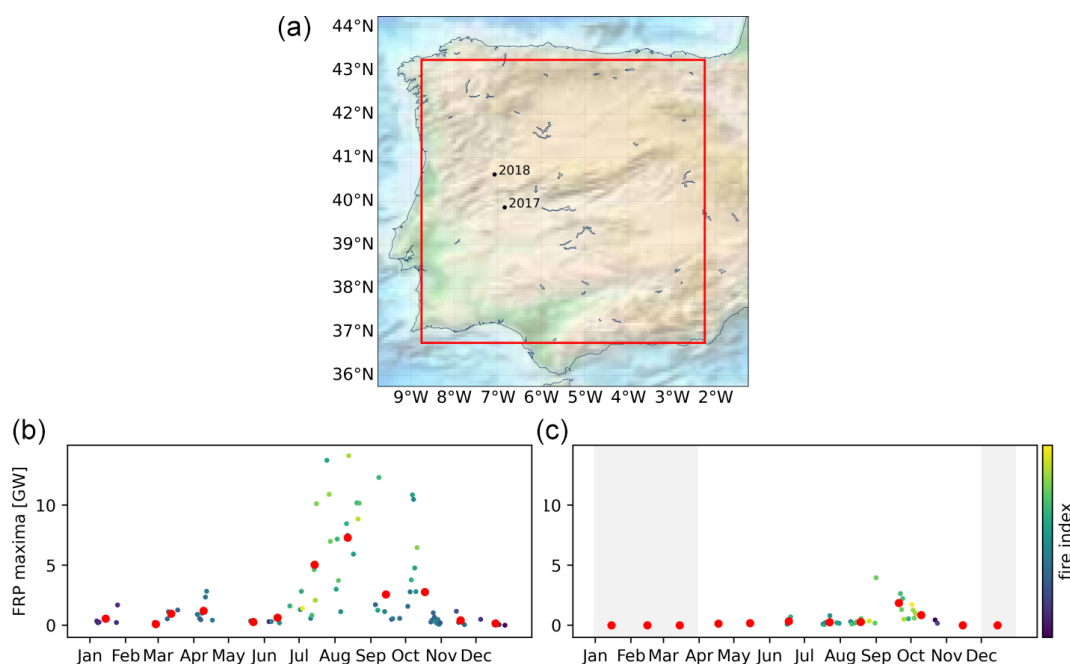 (a)
44°N
43°N
42°N
41°N
40°N
39°N
38°N
37°N
36°N
2018
2017
9°W 8°W 7°W 6°W 5°W 4°W 3°W 2°W
(b)
(c)
FRP maxima [GW]
10
5
0
Jan Feb Mar Apr May Jun Jul Aug Sep Oct Nov Dec
10
5
0
Jan Feb Mar Apr May Jun Jul Aug Sep Oct Nov Dec
fire index